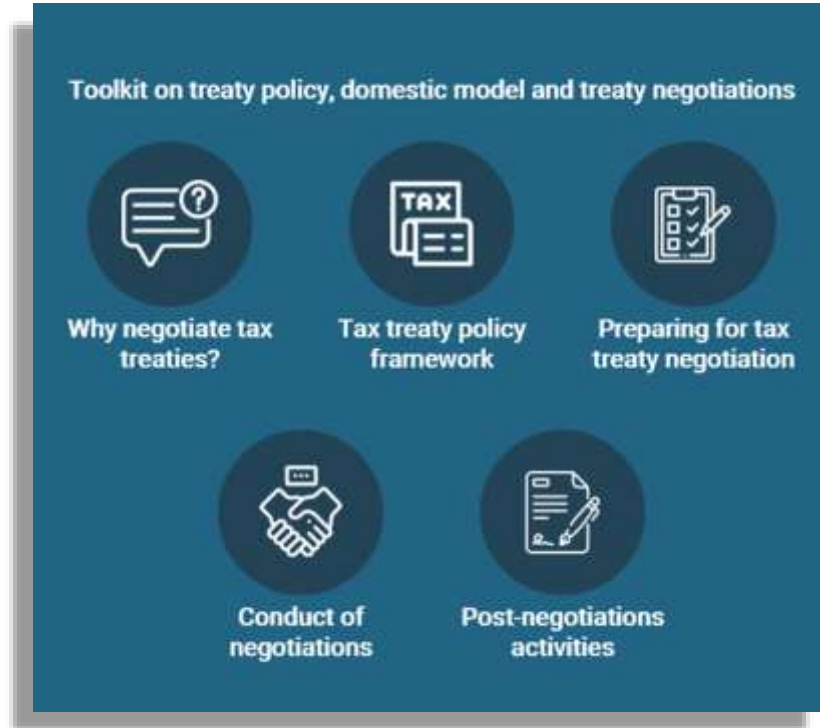 Toolkit on treaty policy, domestic model and treaty negotiations
?
TAX
Why negotiate tax
treaties?
Tax treaty policy
framework
Preparing for tax
treaty negotiation
Conduct of
negotiations
Post-negotiations
activities